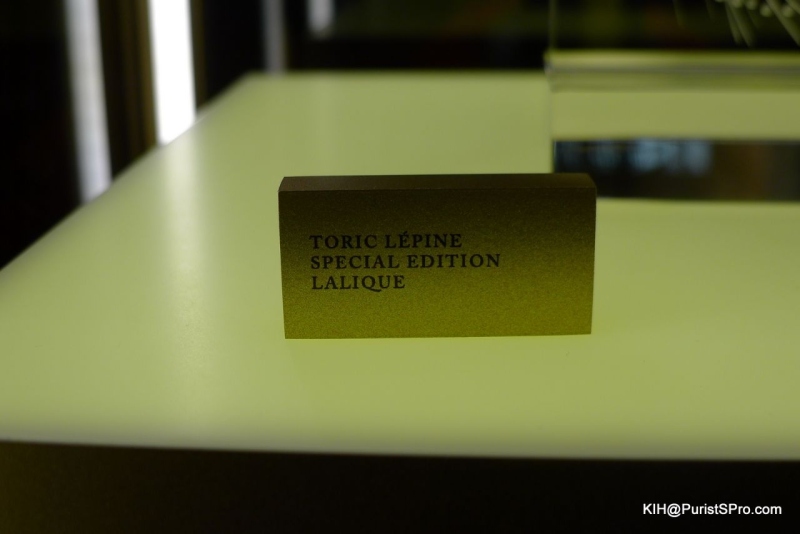 TORIC LÉPINE
SPECIAL EDITION
LALIQUE
KIH@PuristSPro.com